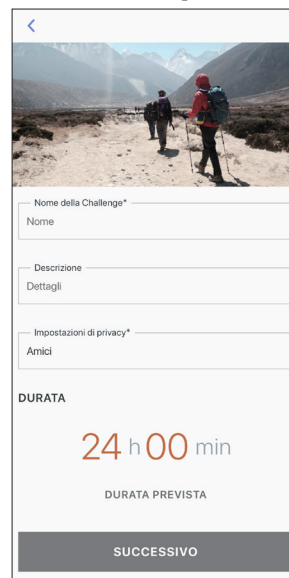 Nome della Challenge*
Nome
Descrizione
Dettagli
Impostazioni di privacy*
Amici
DURATA
24 h 00 min
DURATA PREVISTA
SUCCESSIVO